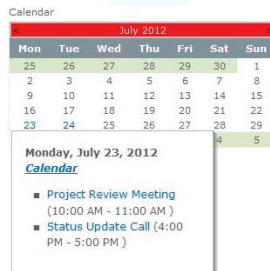 Calendar
July 2012
Mon Tue Wed Thu Fri Sat Sun
25 26 27 28 29 30 1
2 3 4 5 6 7 8
9 10 11 12 13 14 15
16 17 18 19 20 21 22
23 24 25 26 27 28 29
4 5
Monday, July 23, 2012
Calendar
Project Review Meeting
(10:00 AM - 11:00 AM )
Status Update Call (4:00
PM - 5:00 PM )